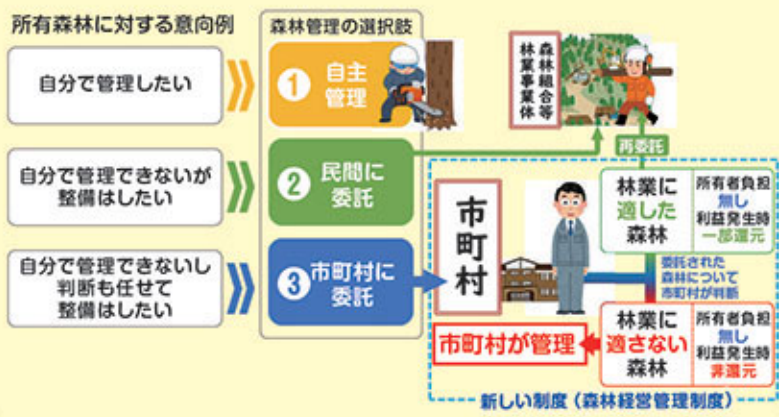 所有森林に対する意向例
森林管理の選択肢
自分で管理したい
1
自主
管理
自分で管理できないが
整備はしたい
2
民間に
委託
自分で管理できないし
判断も任せて
整備はしたい
3
市町村に
委託
森林組合等
林業事業体
再委託
市町村
林業に
適した
森林
所有者負担
無し
利益発生時
一部還元
委託された
森林について
市町村が判断
林業に
適さない
森林
所有者負担
無し
利益発生時
非還元
市町村が管理
新しい制度（森林経営管理制度）